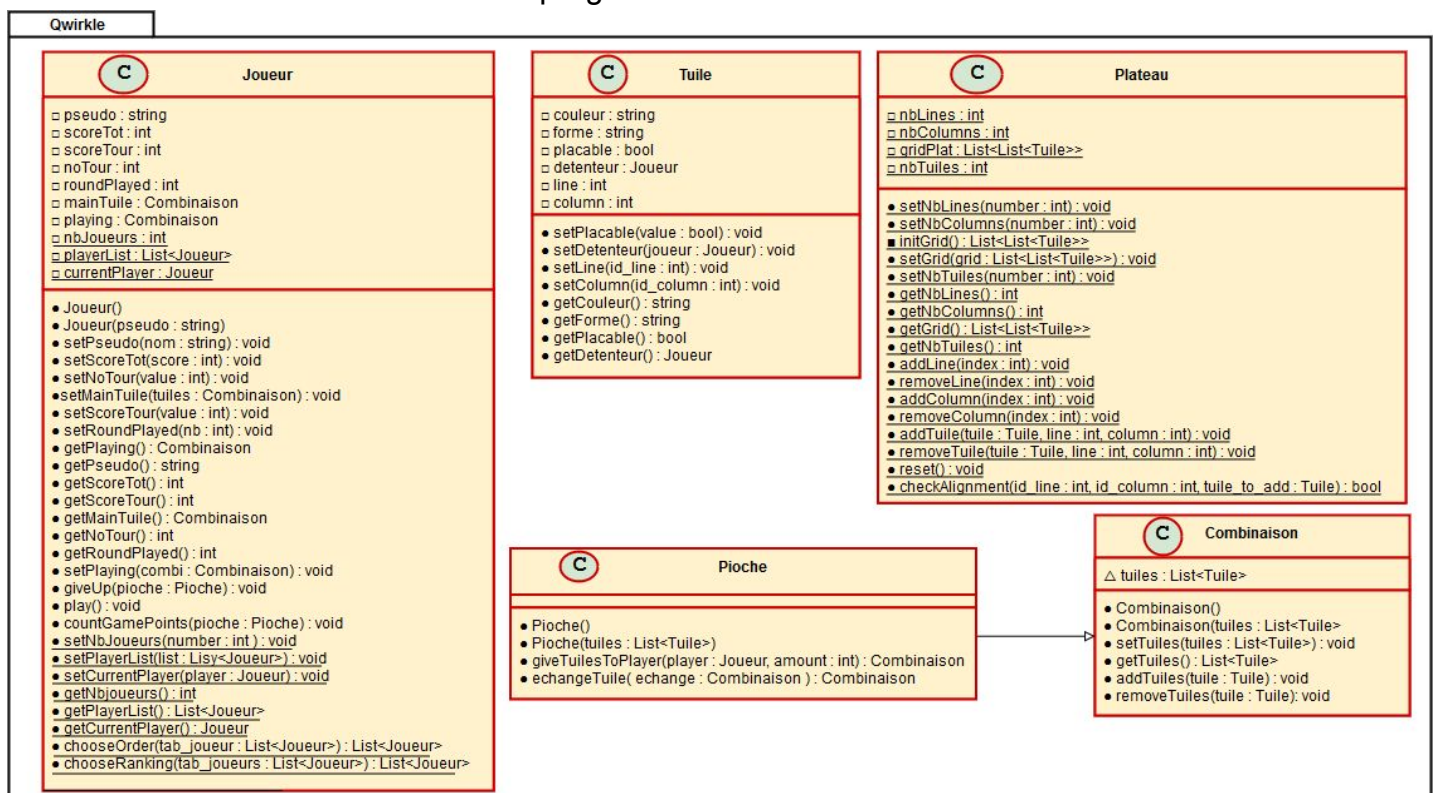 Qwirkle
C Joueur
pseudo : string
scoreTot : int
scoreTour : int
noTour : int
roundPlayed : int
mainTuile : Combinaison
playing : Combinaison
nbJoueurs : int
playerList : List<Joueur>
currentPlayer : Joueur
Joueur()
Joueur(pseudo : string)
setPseudo(nom : string) : void
setScoreTot(score : int) : void
setNoTour(value : int) : void
setMainTuile(tuiles : Combinaison) : void
setScoreTour(value : int) : void
setRoundPlayed(nb : int) : void
getPlaying() : Combinaison
getPseudo() : string
getScoreTot() : int
getScoreTour() : int
getMainTuile() : Combinaison
getNoTour() : int
getRoundPlayed() : int
setPlaying(combi : Combinaison) : void
giveUp(pioche : Pioche) : void
play() : void
countGamePoints(pioche : Pioche) : void
setNbJoueurs(number : int ) : void
setPlayerList(list : Lisy<Joueur>) : void
setCurrentPlayer(player : Joueur) : void
getNbjoueurs() : int
getPlayerList() : List<Joueur>
getCurrentPlayer() : Joueur
chooseOrder(tab_joueur : List<Joueur>) : List<Joueur>
chooseRanking(tab_joueurs : List<Joueur>) : List<Joueur>
C Tuile
couleur : string
forme : string
placable : bool
detenteur : Joueur
line : int
column : int
setPlacable(value : bool) : void
setDetenteur(joueur : Joueur) : void
setLine(id_line : int) : void
setColumn(id_column : int) : void
getCouleur() : string
getForme() : string
getPlacable() : bool
getDetenteur() : Joueur
C Plateau
nbLines : int
nbColumns : int
gridPlat : List<List<Tuile>>
nbTuiles : int
setNbLines(number : int) : void
setNbColumns(number : int) : void
initGrid() : List<List<Tuile>>
setGrid(grid : List<List<Tuile>>) : void
setNbTuiles(number : int) : void
getNbLines() : int
getNbColumns() : int
getGrid() : List<List<Tuile>>
getNbTuiles() : int
addLine(index : int) : void
removeLine(index : int) : void
addColumn(index : int) : void
removeColumn(index : int) : void
addTuile(tuile : Tuile, line : int, column : int) : void
removeTuile(tuile : Tuile, line : int, column : int) : void
reset() : void
checkAlignment(id_line : int, id_column : int, tuile_to_add : Tuile) : bool
C Pioche
Pioche()
Pioche(tuiles : List<Tuile>)
giveTuilesToPlayer(player : Joueur, amount : int) : Combinaison
echangeTuile( echange : Combinaison ) : Combinaison
C Combinaison
tuiles : List<Tuile>
Combinaison()
Combinaison(tuiles : List<Tuile>
setTuiles(tuiles : List<Tuile>) : void
getTuiles() : List<Tuile>
addTuiles(tuile : Tuile) : void
removeTuiles(tuile : Tuile): void